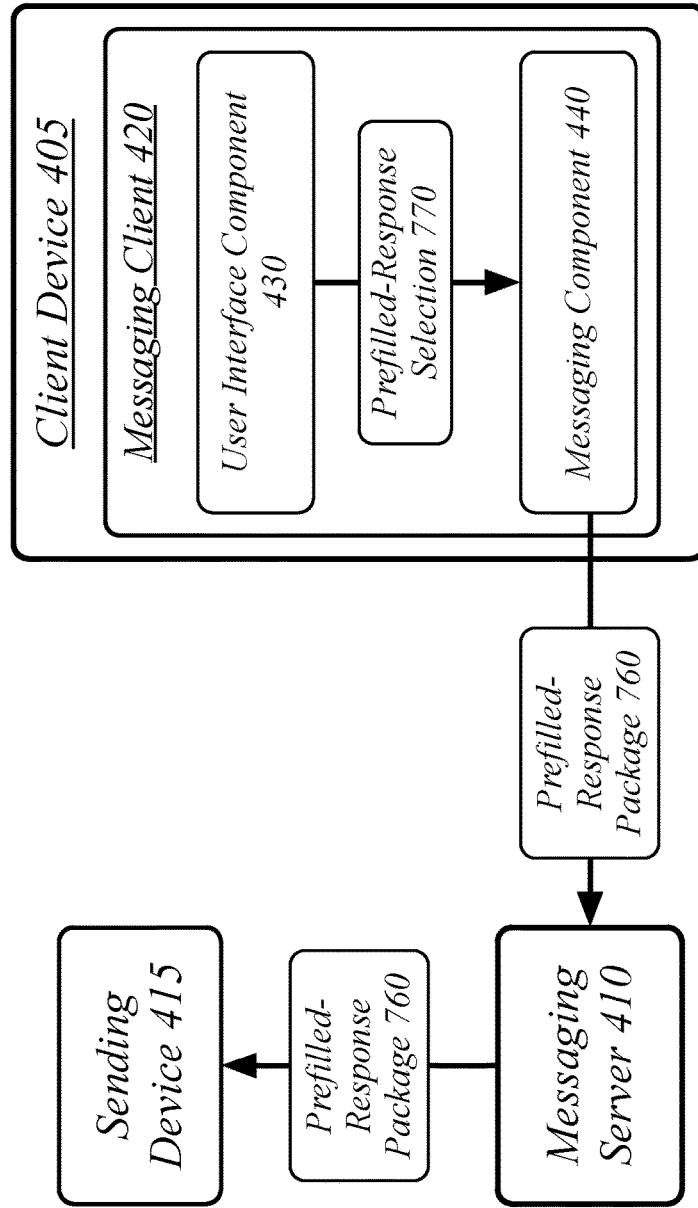 Client Device 405
Messaging Client 420
User Interface Component
430
Prefilled-Response
Selection 770
Messaging Component 440
Prefilled-
Response
Package 760
Sending
Device 415
Prefilled-
Response
Package 760
Messaging
Server 410